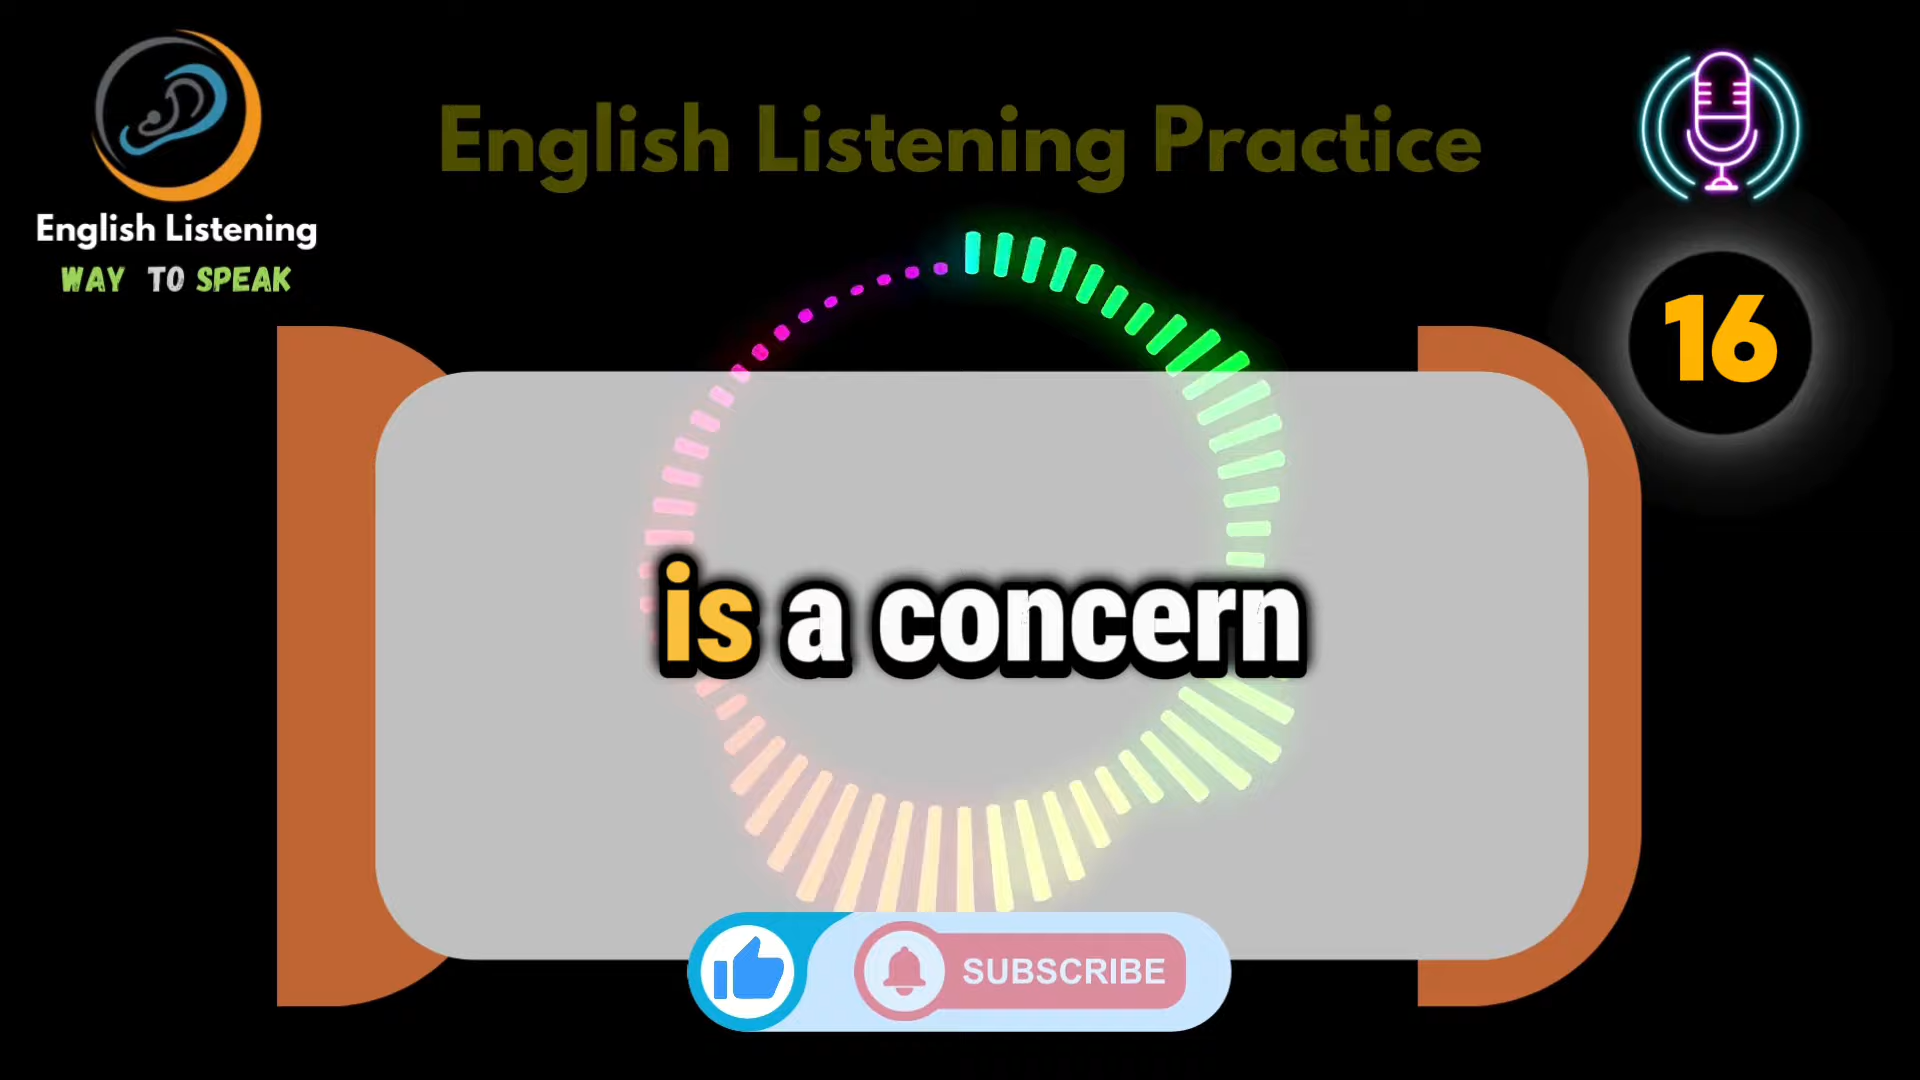 English Listening Practice
English Listening
WAY TO SPEAK
16
is a concern
SUBSCRIBE